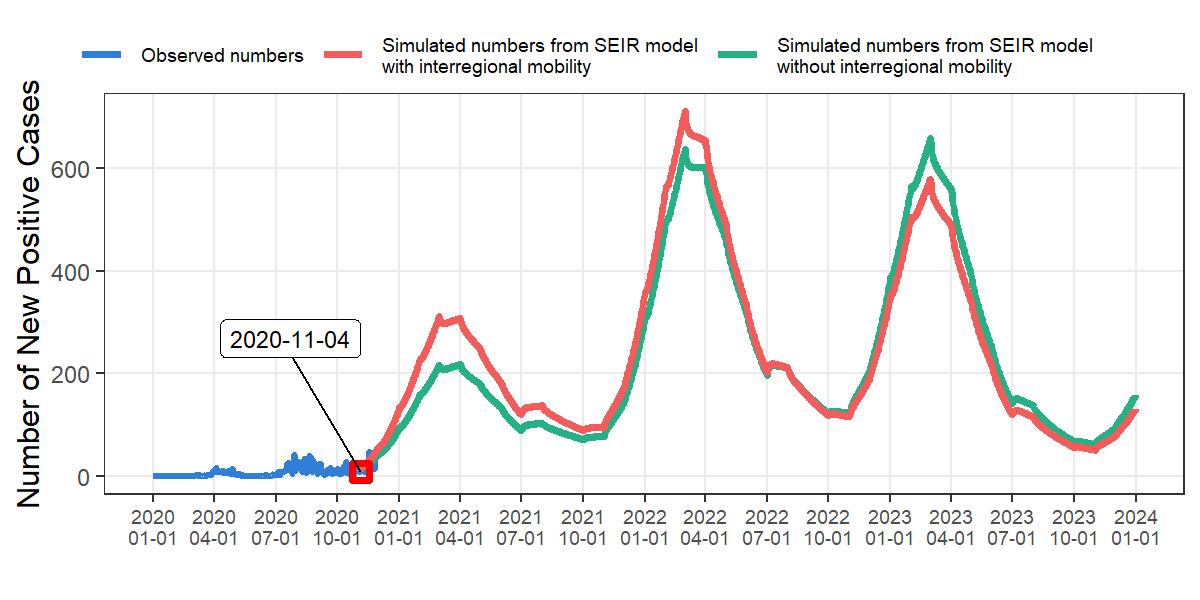 Observed numbers
Simulated numbers from SEIR model
with interregional mobility
Simulated numbers from SEIR model
without interregional mobility
Number of New Positive Cases
600
400
200
0
2020-11-04
2020 2020 2020 2020 2021 2021 2021 2021 2022 2022 2022 2022 2023 2023 2023 2023 2024
01-01 04-01 07-01 10-01 01-01 04-01 07-01 10-01 01-01 04-01 07-01 10-01 01-01 04-01 07-01 10-01 01-01